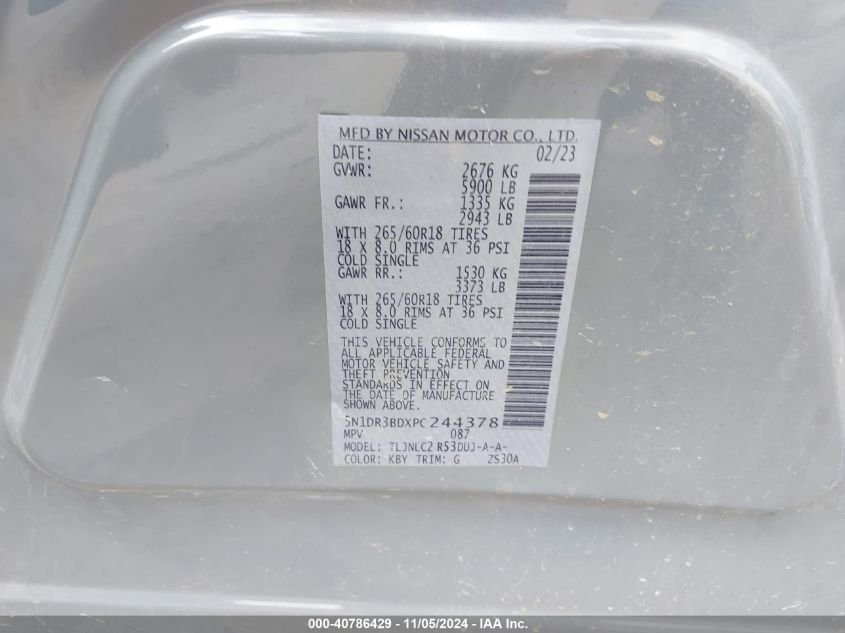 MFD BY NISSAN MOTOR CO., LTD.
DATE: 02/23
GVWR: 2676 KG
5900 LB
GAWR FR.: 1335 KG
2943 LB
WITH 265/60R18 TIRES
18 X 8.0 RIMS AT 36 PSI
COLD SINGLE
GAWR RR.: 1530 KG
3373 LB
WITH 265/60R18 TIRES
18 X 8.0 RIMS AT 36 PSI
COLD SINGLE
THIS VEHICLE CONFORMS TO
ALL APPLICABLE FEDERAL
MOTOR VEHICLE SAFETY AND
THEFT PREVENTION
STANDARDS IN EFFECT ON
THE DATE OF MANUFACTURE
SHOWN ABOVE.
5N1DR3BDXPC244378
MPV 087
MODEL: TLJNLC2 R53DUJ-A-A-
COLOR: KBY TRIM: G ZS30A
000-40786429 - 11/05/2024 - IAA Inc.